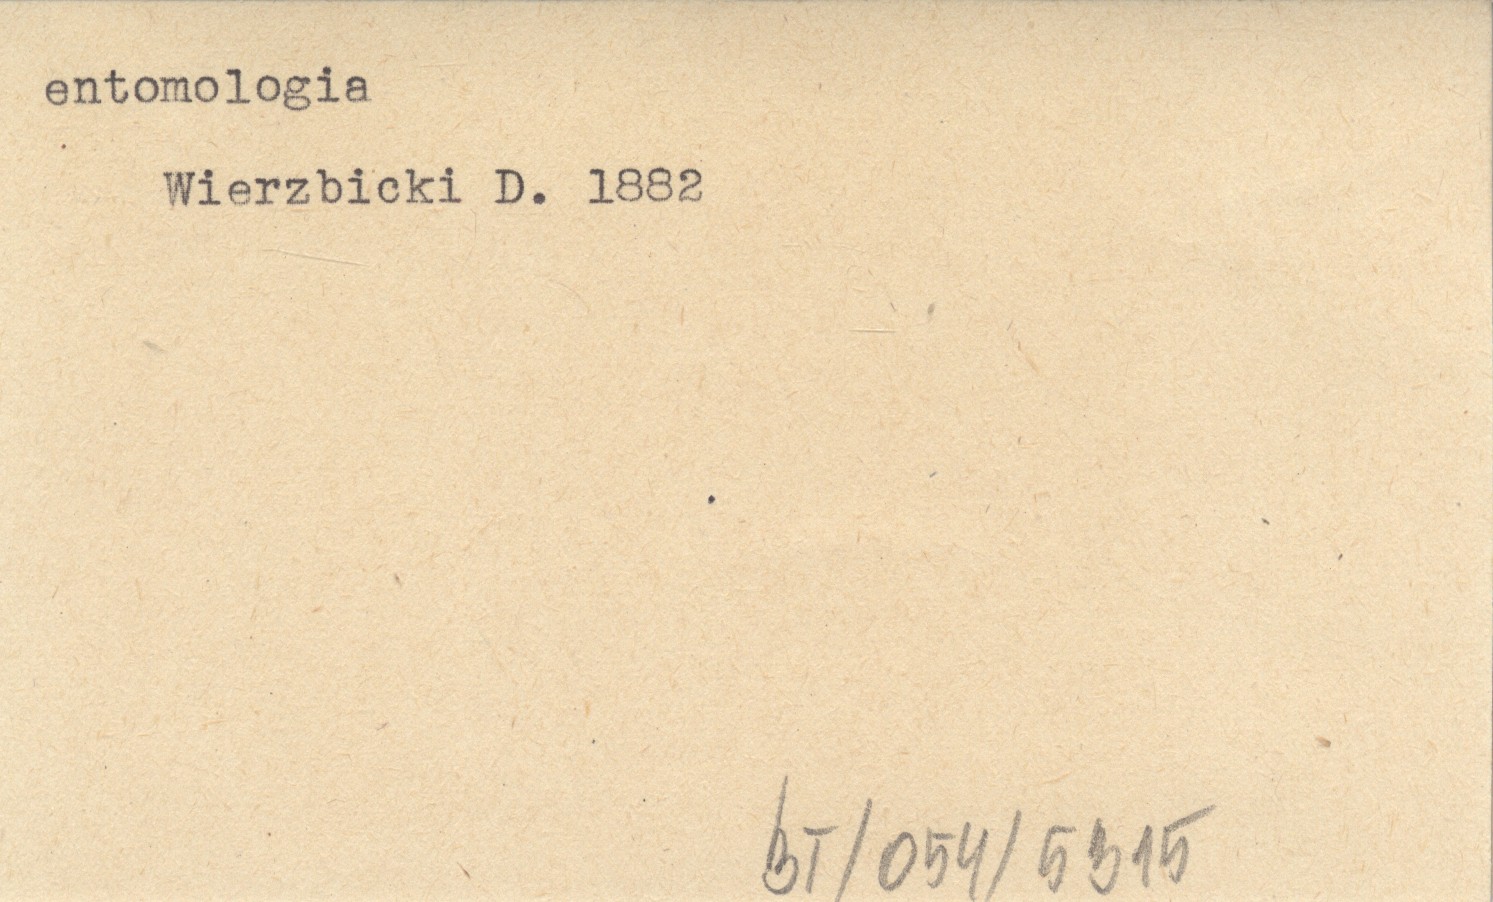 entomologia
Wierzbicki D. 1882
BT/054/5315